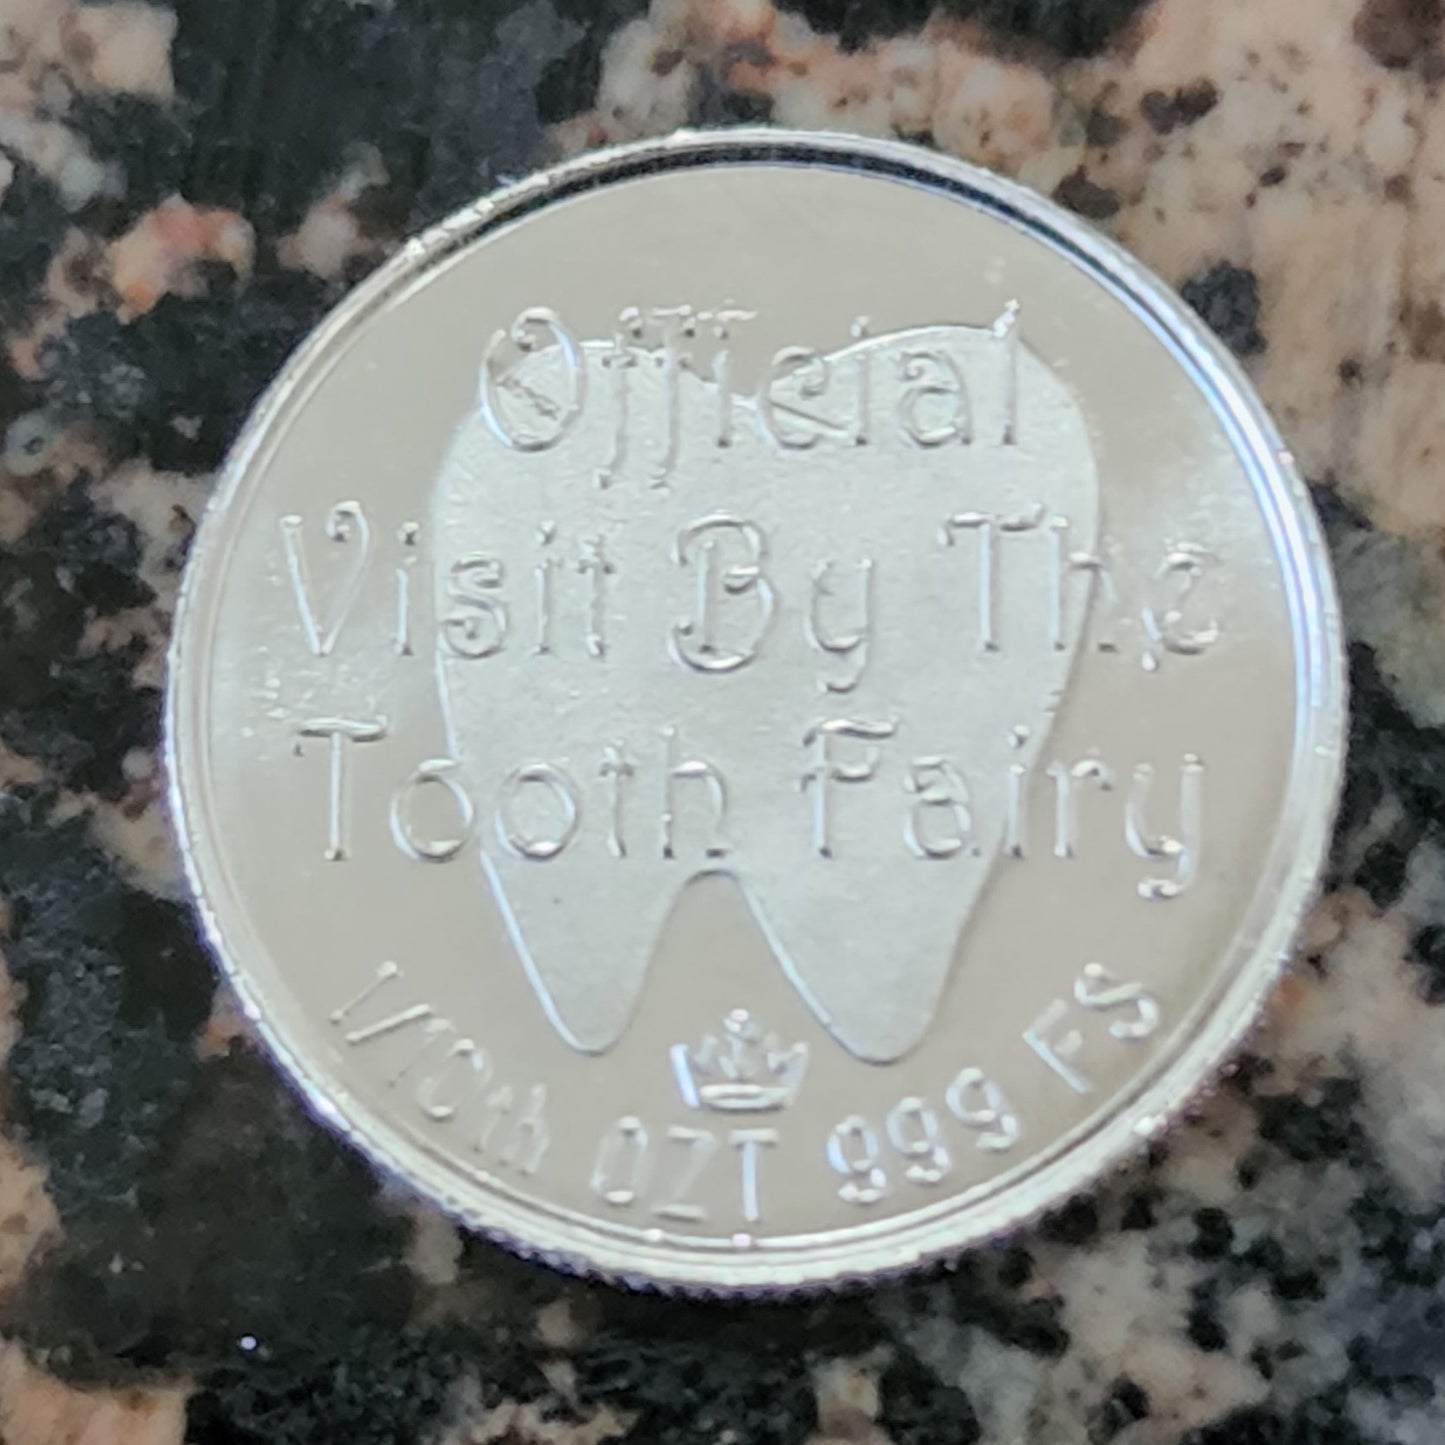 Official
Visit By The
Tooth Fairy
1/10th OZT 999 FS